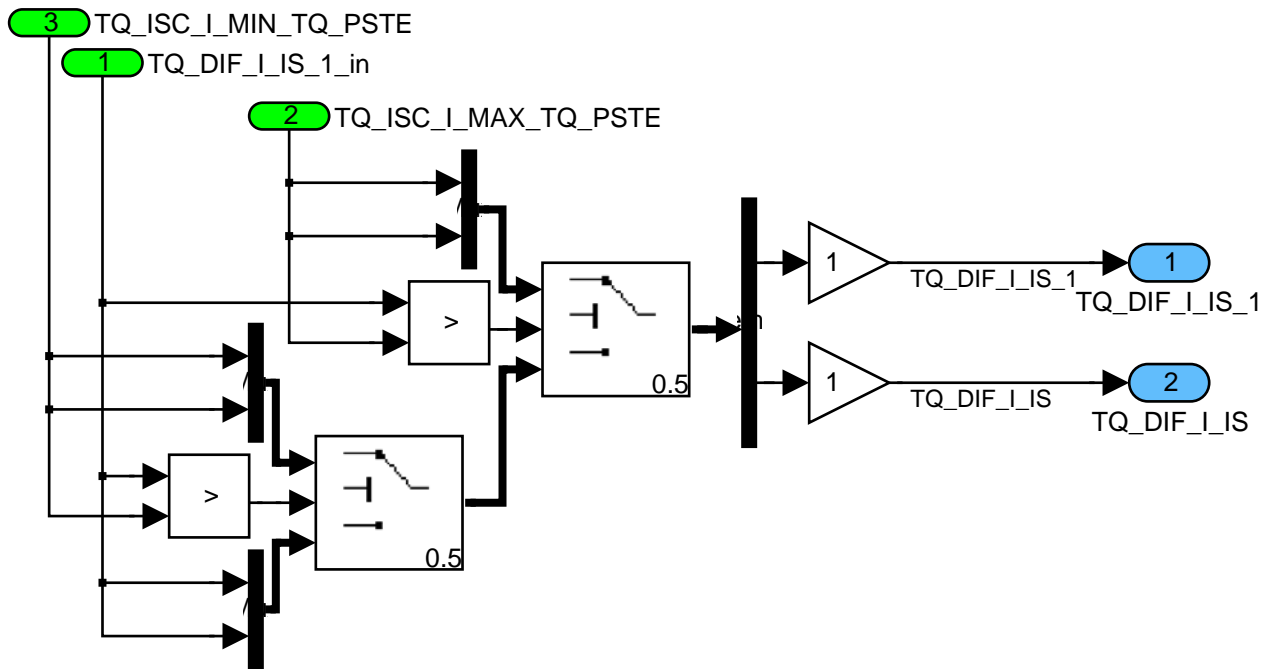 3 TQ_ISC_I_MIN_TQ_PSTE
1 TQ_DIF_I_IS_1_in
2 TQ_ISC_I_MAX_TQ_PSTE
1
TQ_DIF_I_IS_1
1
TQ_DIF_I_IS_1
>
0.5
1
TQ_DIF_I_IS
2
TQ_DIF_I_IS
>
0.5